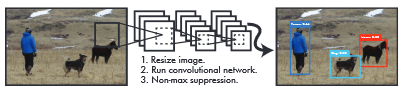 1. Resize image.
2. Run convolutional network.
3. Non-max suppression.